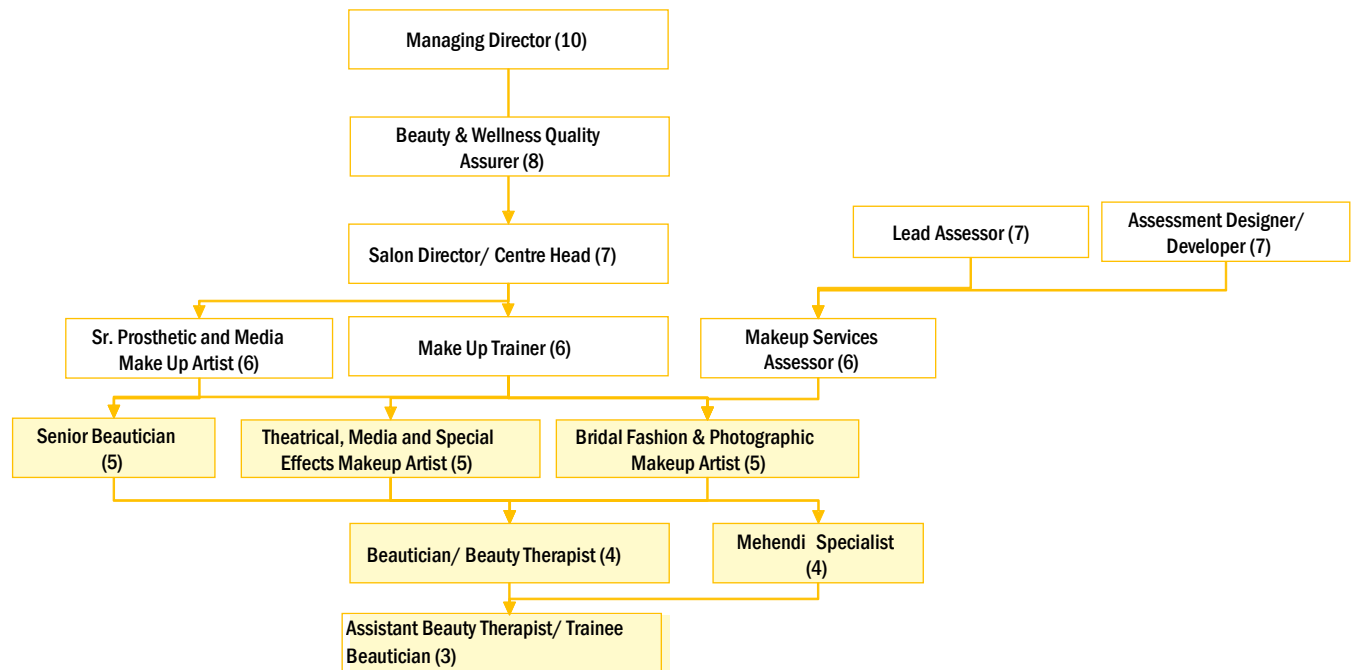 Managing Director (10)
Beauty & Wellness Quality
Assurer (8)
Lead Assessor (7)
Assessment Designer/
Developer (7)
Salon Director/ Centre Head (7)
Sr. Prosthetic and Media
Make Up Artist (6)
Make Up Trainer (6)
Makeup Services
Assessor (6)
Senior Beautician
(5)
Theatrical, Media and Special
Effects Makeup Artist (5)
Bridal Fashion & Photographic
Makeup Artist (5)
Beautician/ Beauty Therapist (4)
Mehendi Specialist
(4)
Assistant Beauty Therapist/ Trainee
Beautician (3)